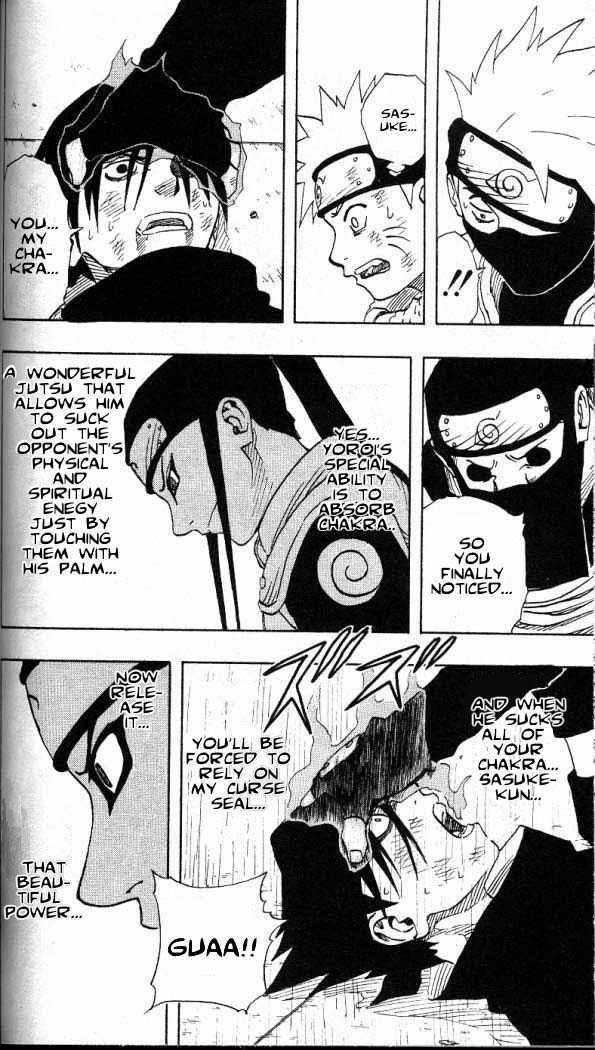 !!
SAS-
UKE...
YOU...
MY
CHA-
KRA...
SO
YOU
FINALLY
NOTICED...
YES...
YOROI'S
SPECIAL
ABILITY
IS TO
ABSORB
CHAKRA..
A WONDERFUL
JUTSU THAT
ALLOWS HIM
TO SUCK
OUT THE
OPPONENT'S
PHYSICAL
AND
SPIRITUAL
ENEGY
JUST BY
TOUCHING
THEM WITH
HIS PALM...
AND WHEN
HE SUCKS
ALL OF
YOUR
CHAKRA...
SASUKE-
KUN...
ズズ
YOU'LL BE
FORCED TO
RELY ON
MY CURSE
SEAL...
GUAA!!
NOW
RELE-
ASE
IT...
THAT
BEAU-
TIFUL
POWER...